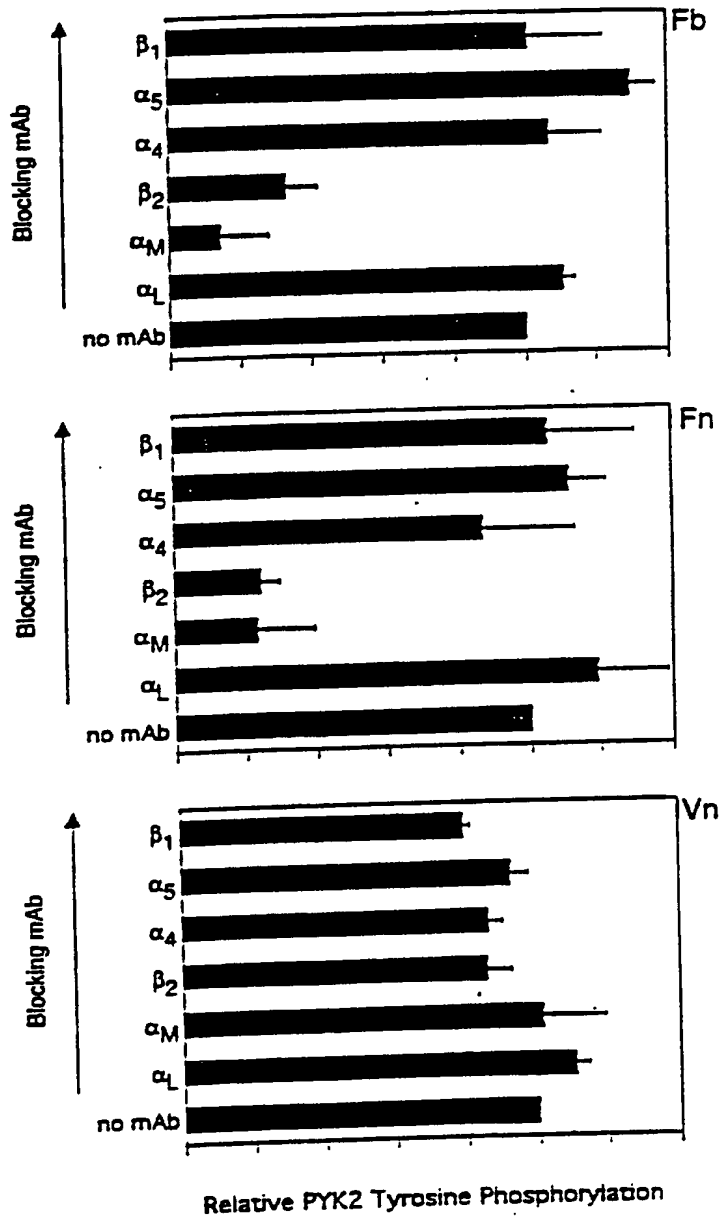 Fb
Blocking mAb
β1
α5
α4
β2
αM
αL
no mAb
Fn
Blocking mAb
β1
α5
α4
β2
αM
αL
no mAb
Vn
Blocking mAb
β1
α5
α4
β2
αM
αL
no mAb
Relative PYK2 Tyrosine Phosphorylation